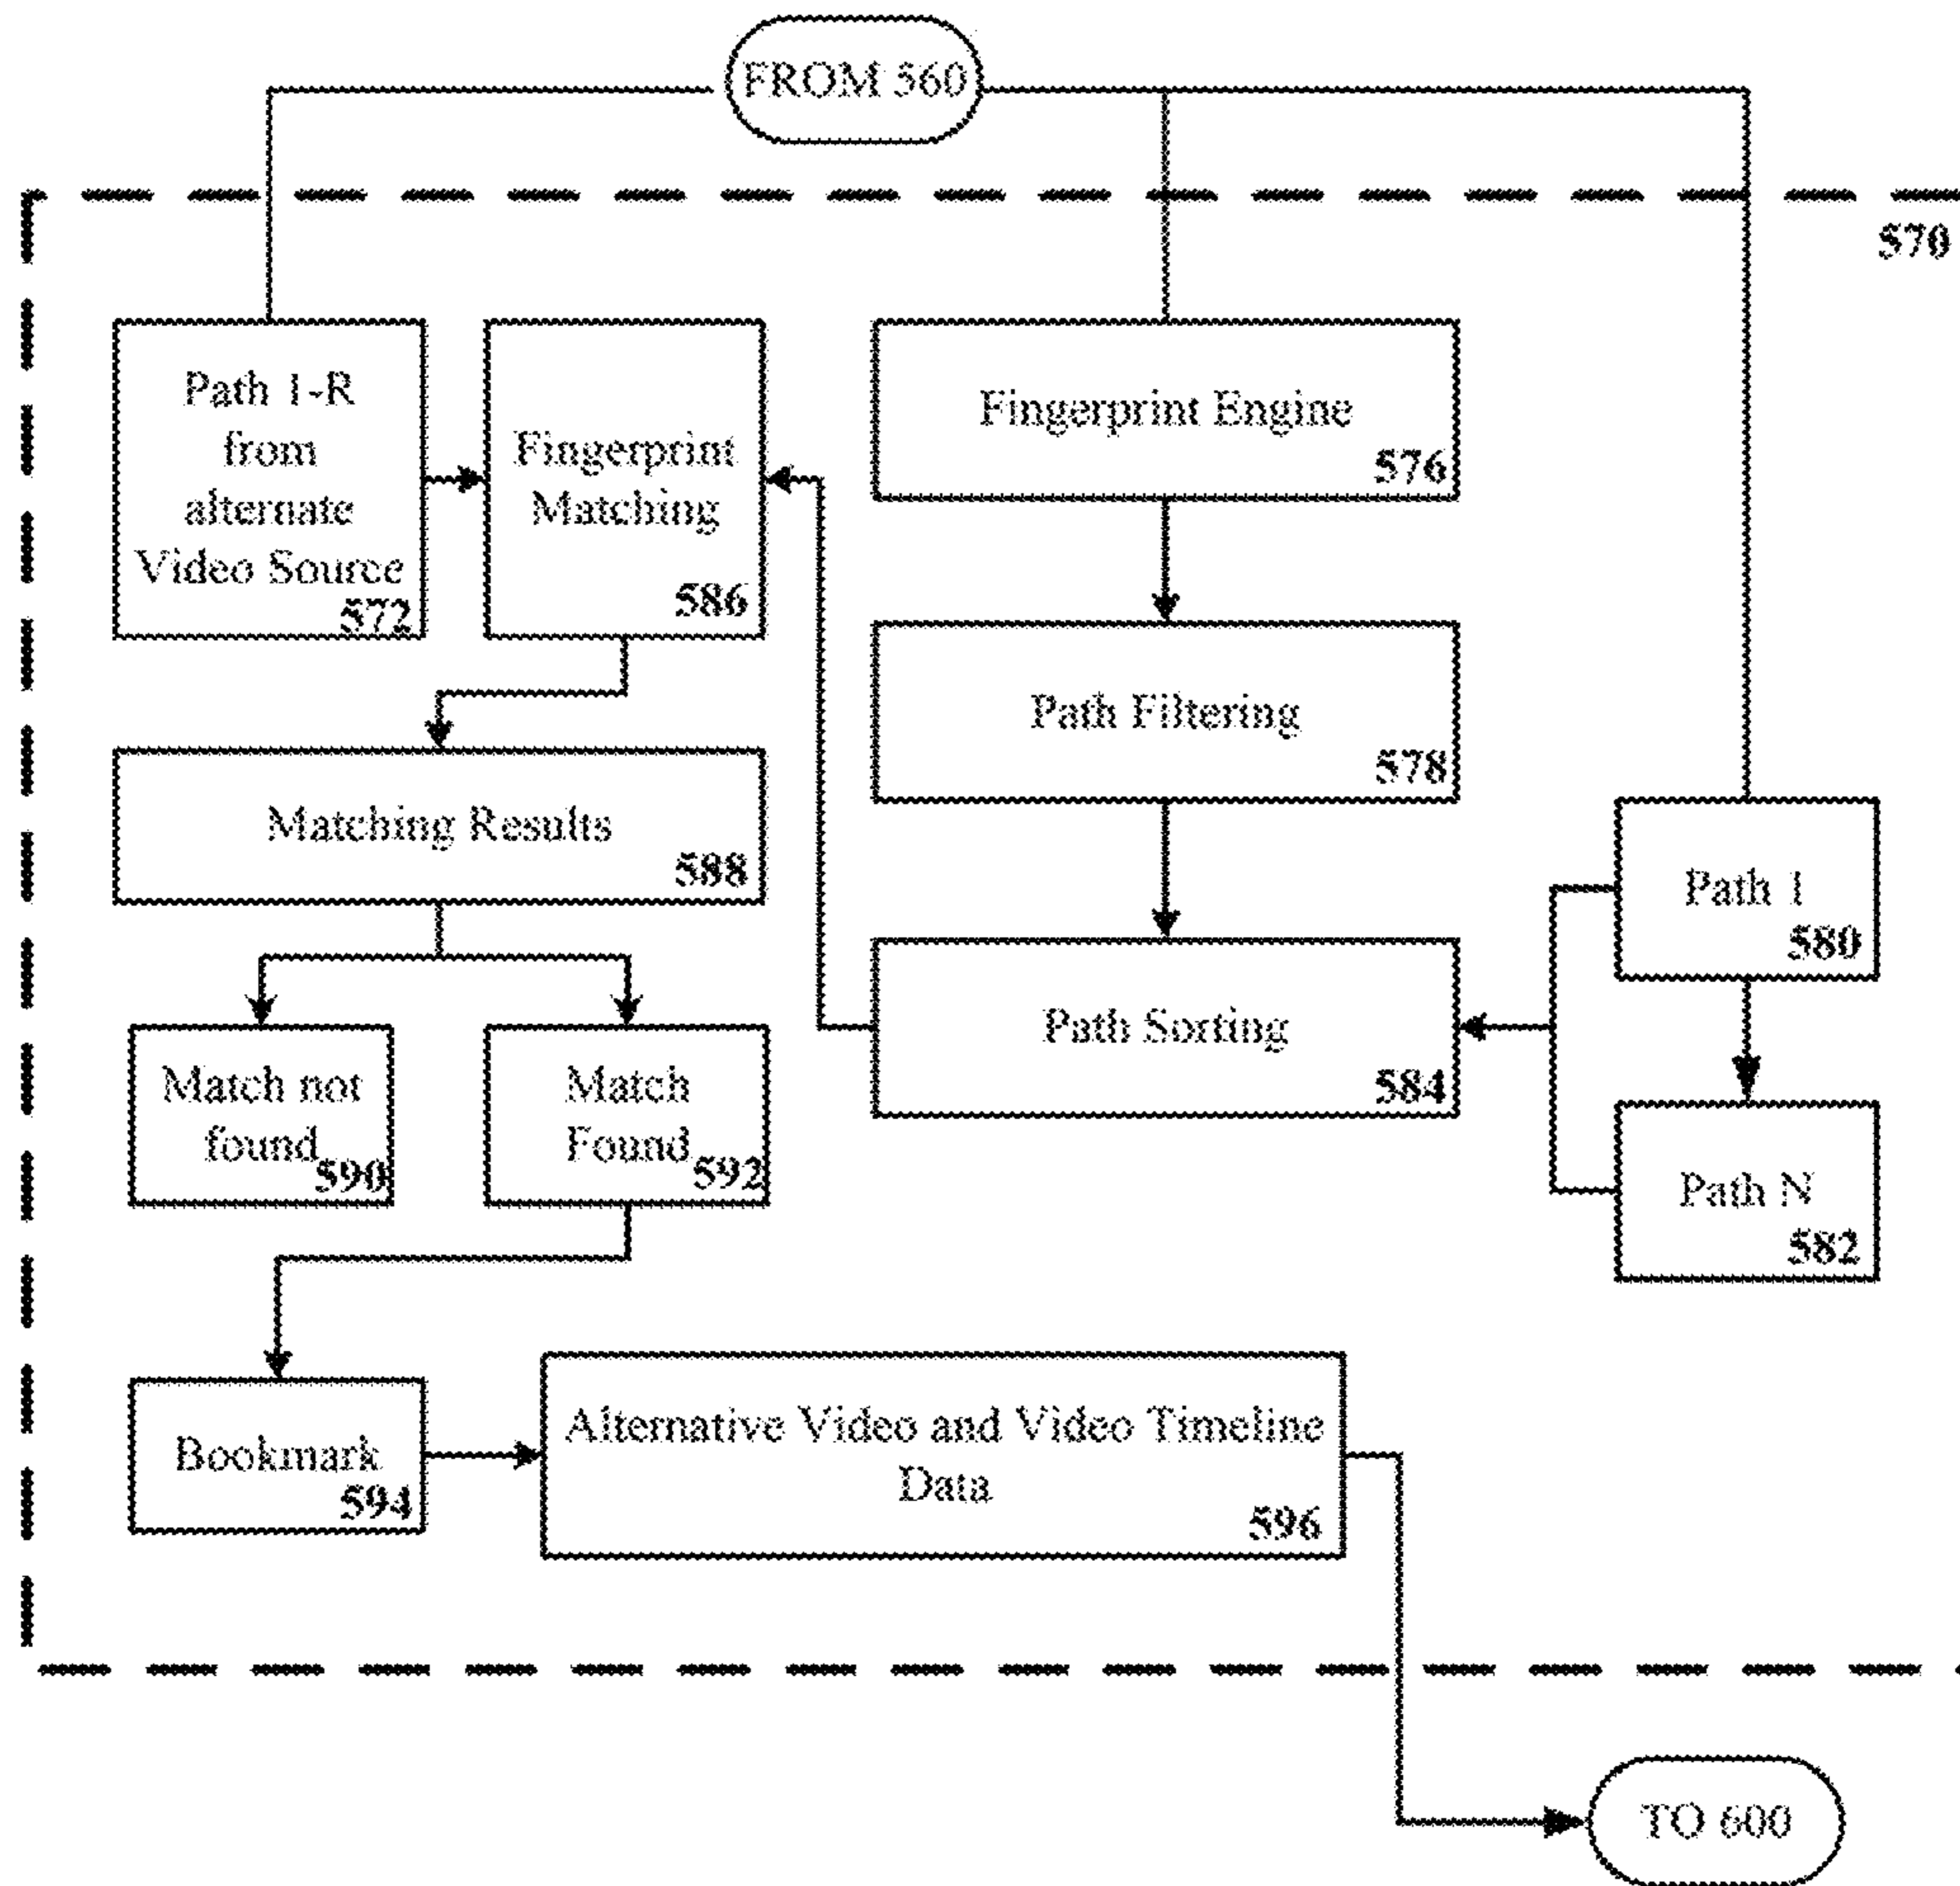 FROM 560
570
Path 1-R
from
alternate
Video Source
572
Fingerprint
Matching
586
Fingerprint Engine
576
Path Filtering
578
Matching Results
588
Path 1
580
Path Sorting
584
Match not
found
590
Match
Found
592
Path N
582
Bookmark
594
Alternative Video and Video Timeline
Data
596
TO 600